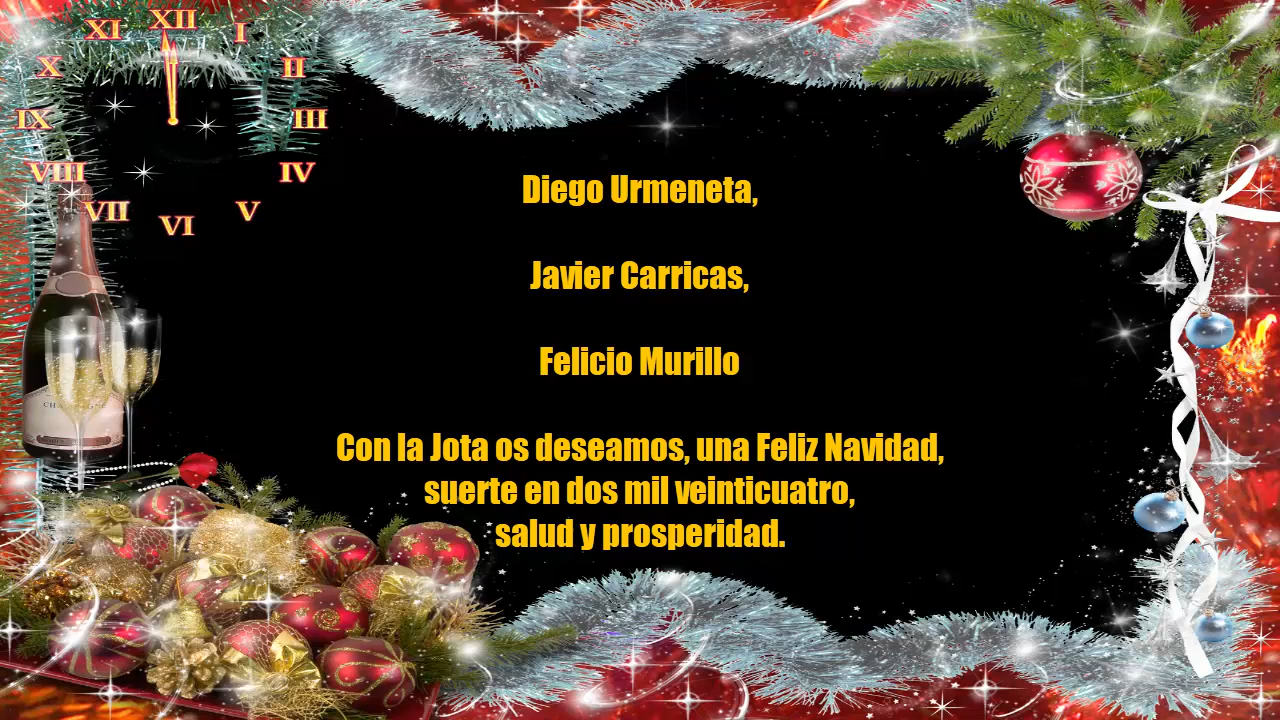 XII
XI
I
X
II
IX
III
VIII
IV
VII
V
VI
Diego Urmeneta,
Javier Carricas,
Felicio Murillo
CHAMPAGNE
Con la Jota os deseamos, una Feliz Navidad,
suerte en dos mil veinticuatro,
salud y prosperidad.